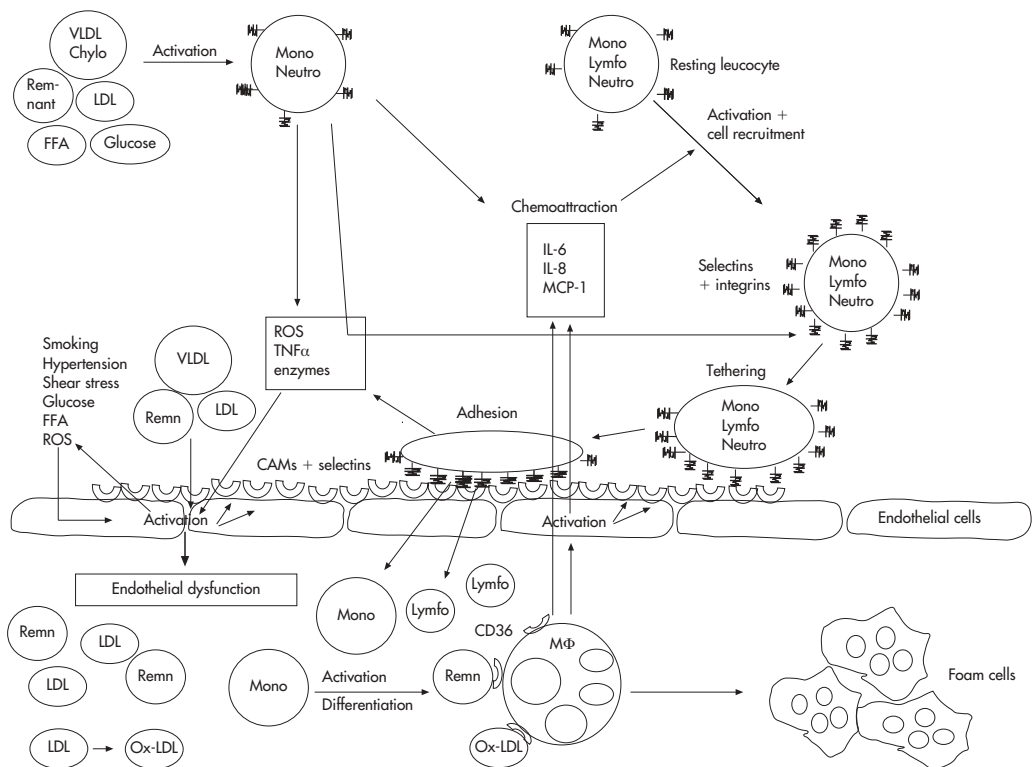 VLDL
Chylo
Rem-
nant
LDL
FFA
Glucose
Activation
Mono
Neutro
Mono
Lymfo
Neutro
Resting leucocyte
Activation +
cell recruitment
Chemoattraction
IL-6
IL-8
MCP-1
Selectins
+ integrins
Mono
Lymfo
Neutro
Smoking
Hypertension
Shear stress
Glucose
FFA
ROS
VLDL
Remn
LDL
ROS
TNFα
enzymes
Tethering
Mono
Lymfo
Neutro
Adhesion
CAMs + selectins
Activation
Activation
Endothelial cells
Endothelial dysfunction
Mono
Lymfo
Lymfo
Remn
LDL
LDL
Remn
CD36
MΦ
Mono
Activation
Differentiation
Remn
Foam cells
LDL
Ox-LDL
Ox-LDL